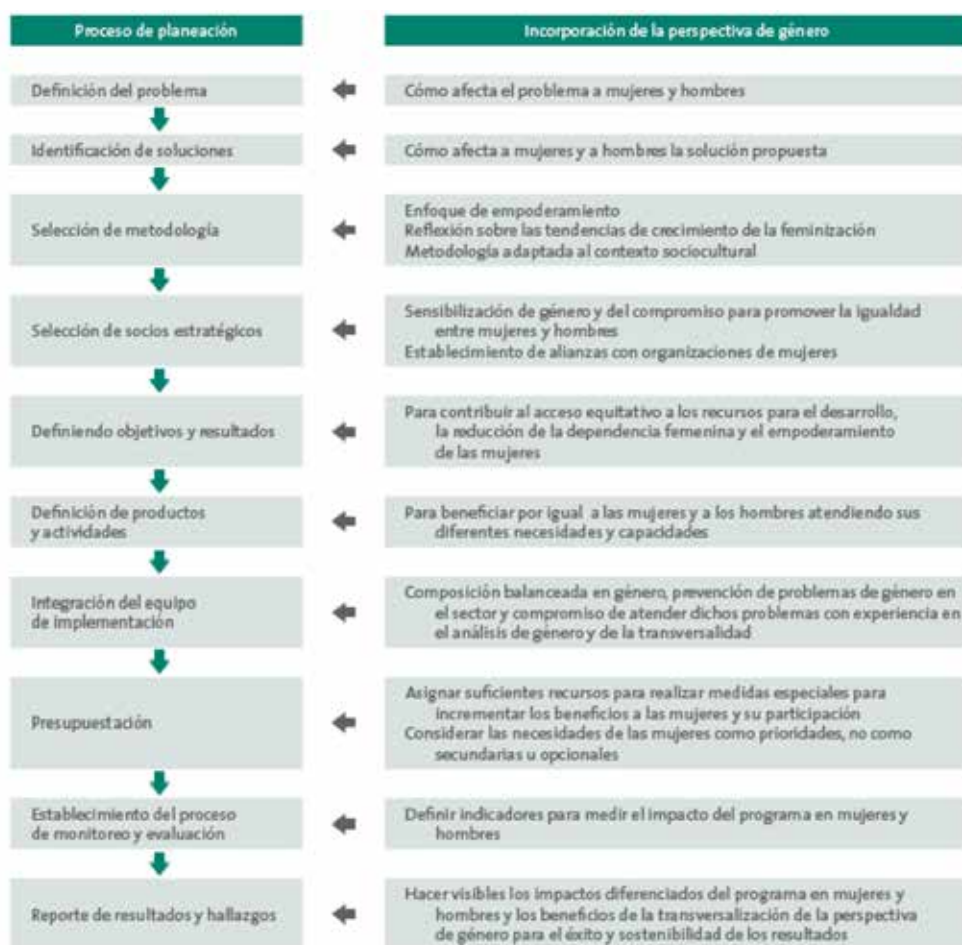 Proceso de planeación
Incorporación de la perspectiva de género
Definición del problema
Cómo afecta el problema a mujeres y hombres
Identificación de soluciones
Cómo afecta a mujeres y a hombres la solución propuesta
Selección de metodología
Enfoque de empoderamiento
Reflexión sobre las tendencias de crecimiento de la feminización
Metodología adaptada al contexto sociocultural
Selección de socios estratégicos
Sensibilización de género y del compromiso para promover la igualdad
entre mujeres y hombres
Establecimiento de alianzas con organizaciones de mujeres
Definiendo objetivos y resultados
Para contribuir al acceso equitativo a los recursos para el desarrollo,
la reducción de la dependencia femenina y el empoderamiento
de las mujeres
Definición de productos
y actividades
Para beneficiar por igual a las mujeres y a los hombres atendiendo sus
diferentes necesidades y capacidades
Integración del equipo
de implementación
Composición balanceada en género, prevención de problemas de género en
el sector y compromiso de atender dichos problemas con experiencia en
el análisis de género y de la transversalidad
Presupuestación
Asignar suficientes recursos para realizar medidas especiales para
incrementar los beneficios a las mujeres y su participación
Considerar las necesidades de las mujeres como prioridades, no como
secundarias u opcionales
Establecimiento del proceso
de monitoreo y evaluación
Definir indicadores para medir el impacto del programa en mujeres y
hombres
Reporte de resultados y hallazgos
Hacer visibles los impactos diferenciados del programa en mujeres y
hombres y los beneficios de la transversalización de la perspectiva
de género para el éxito y sostenibilidad de los resultados